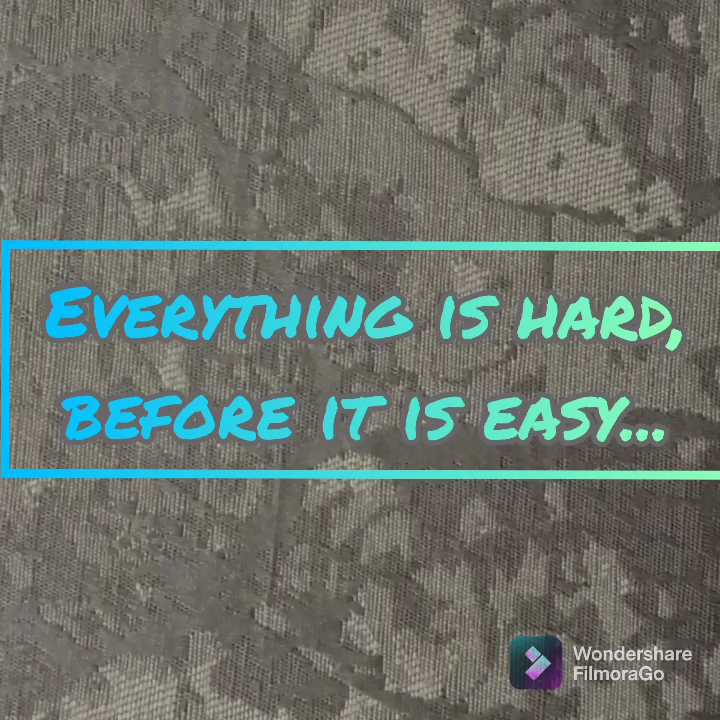 Everything is hard,
before it is easy...
Wondershare
FilmoraGo